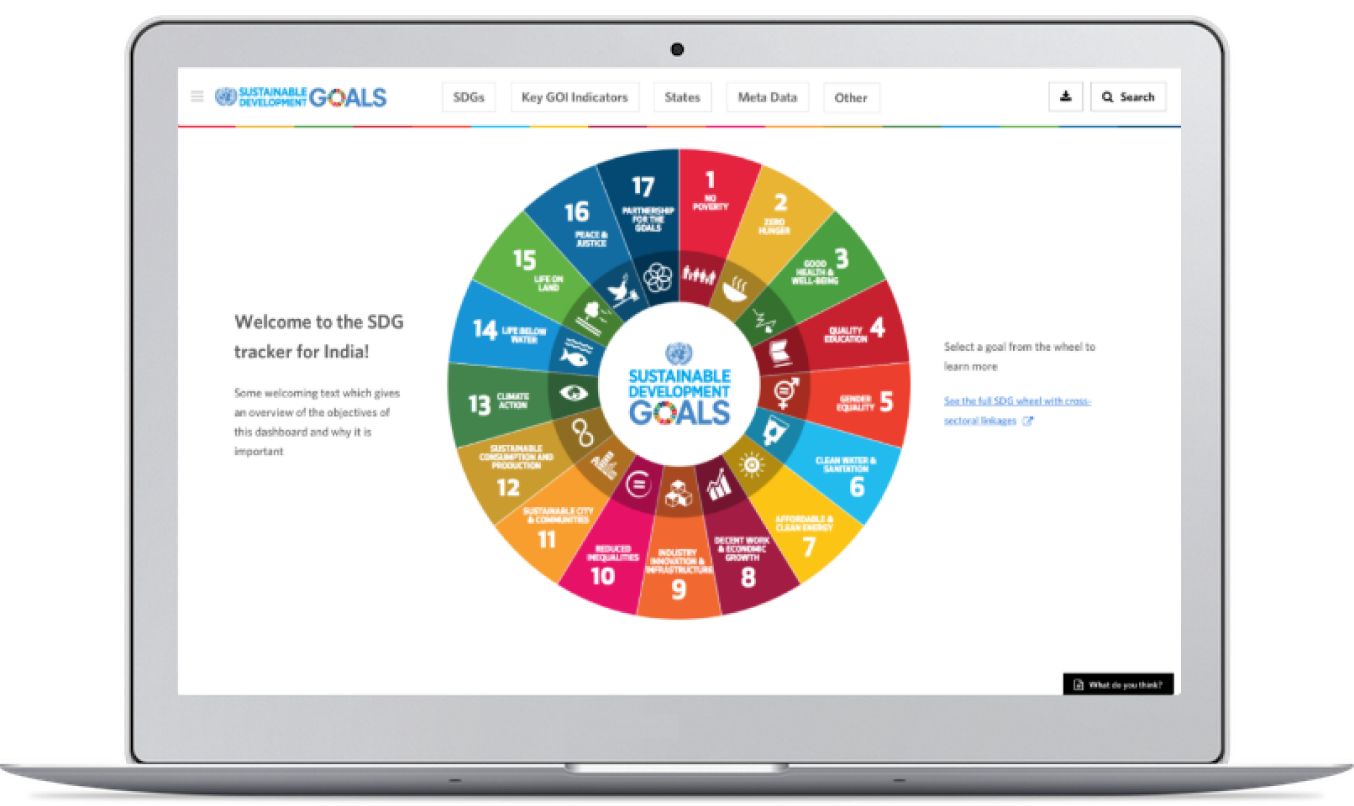 SUSTAINABLE
DEVELOPMENT
GOALS
SDGs
Key GOI Indicators
States
Meta Data
Other
Search
Welcome to the SDG
tracker for India!
Some welcoming text which gives
an overview of the objectives of
this dashboard and why it is
important
1
NO
POVERTY
2
ZERO
HUNGER
3
GOOD
HEALTH &
WELL-BEING
4
QUALITY
EDUCATION
5
GENDER
EQUALITY
CLEAN WATER &
SANITATION
6
AFFORDABLE &
CLEAN ENERGY
7
DECENT WORK
& ECONOMIC
GROWTH
8
INDUSTRY
INNOVATION &
INFRASTRUCTURE
9
REDUCED
INEQUALITIES
10
SUSTAINABLE CITY
& COMMUNITIES
11
SUSTAINABLE
CONSUMPTION AND
PRODUCTION
12
13 CLIMATE
ACTION
14 LIFE BELOW
WATER
15
LIFE ON
LAND
16
PEACE &
JUSTICE
17
PARTNERSHIP
FOR THE
GOALS
SUSTAINABLE
DEVELOPMENT
GOALS
Select a goal from the wheel to
learn more
See the full SDG wheel with cross-
sectoral linkages
What do you think?